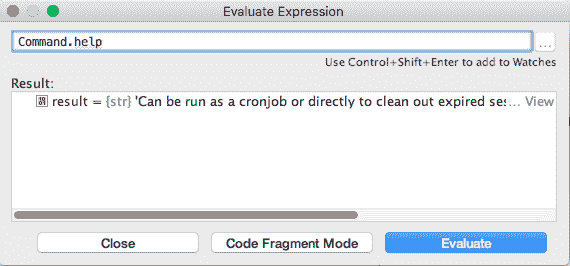 Evaluate Expression
Command.help
...
Use Control+Shift+Enter to add to Watches
Result:
result = {str} 'Can be run as a cronjob or directly to clean out expired ses... View
Close Code Fragment Mode Evaluate